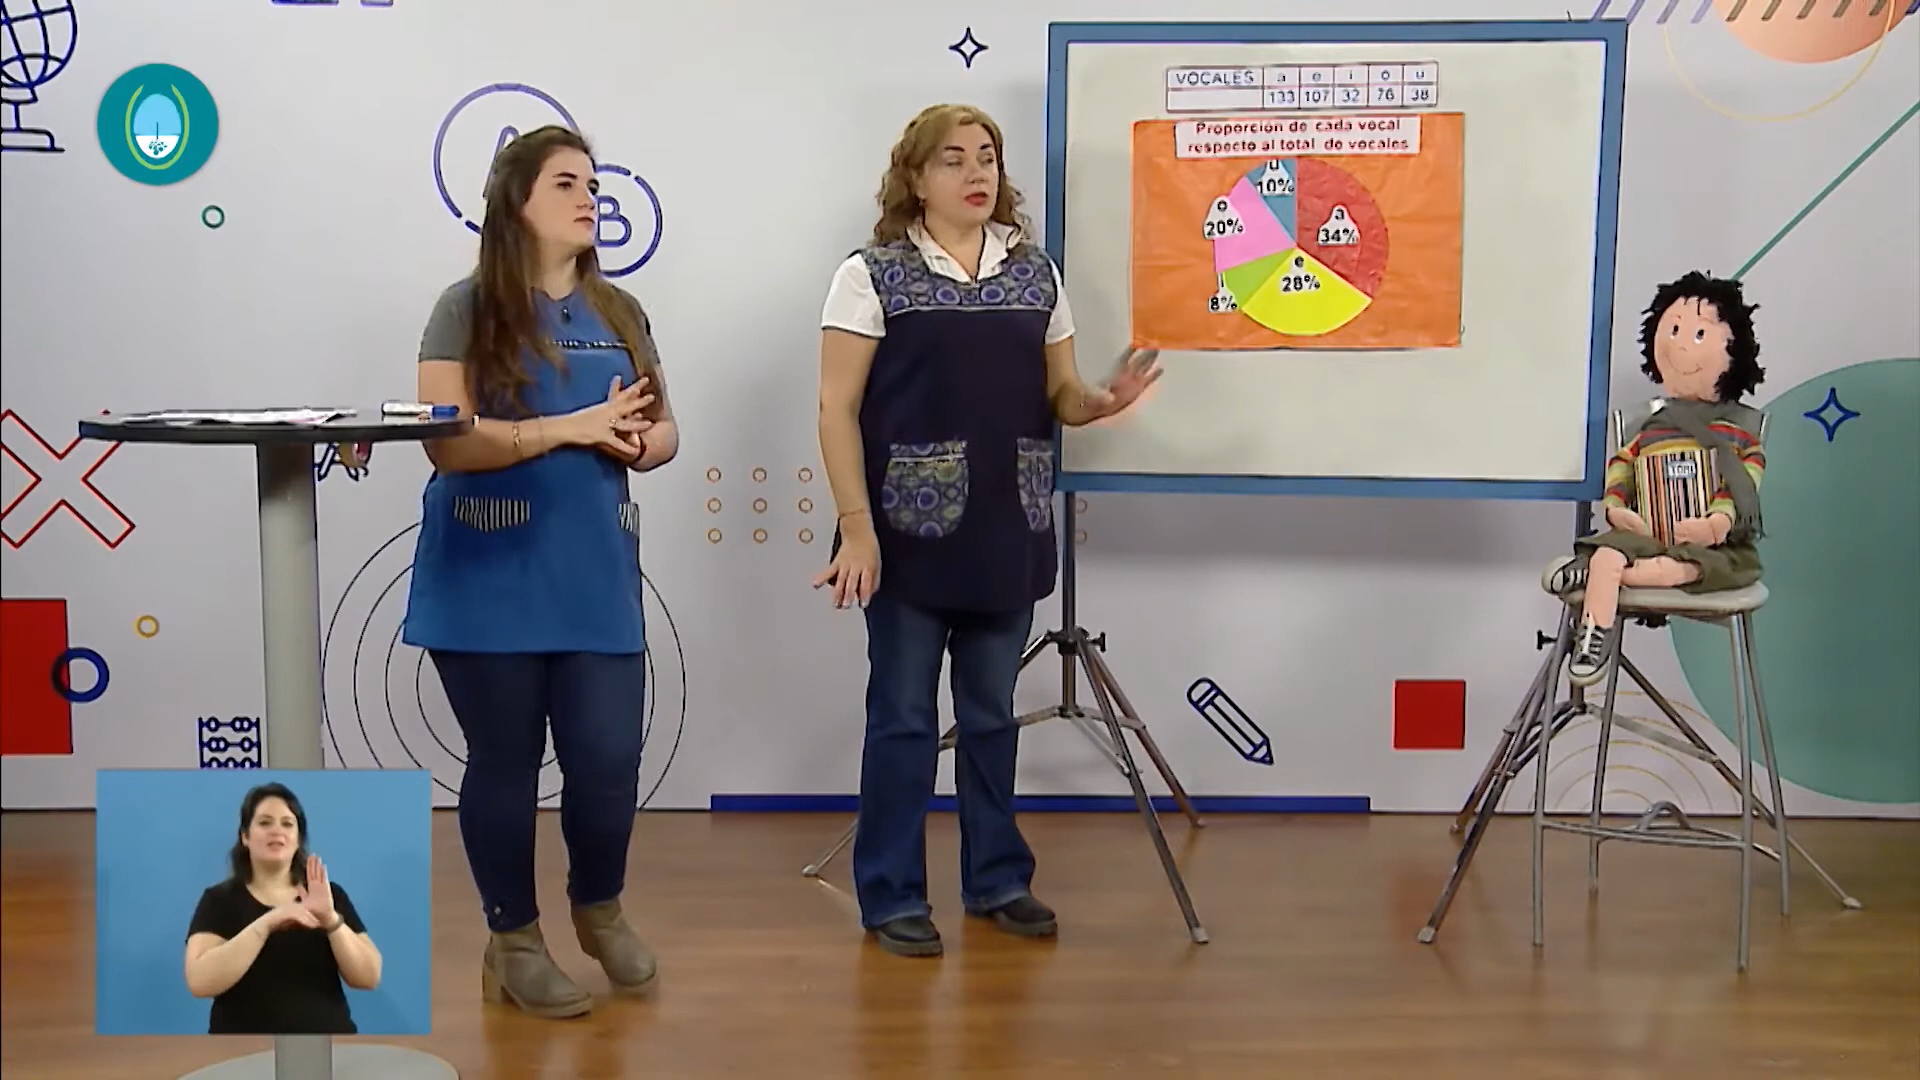 VOCALES a e i o u
133 107 32 76 38
Proporción de cada vocal
respecto al total de vocales
u
10%
a
34%
o
20%
e
28%
i
8%
A
B
TOMI